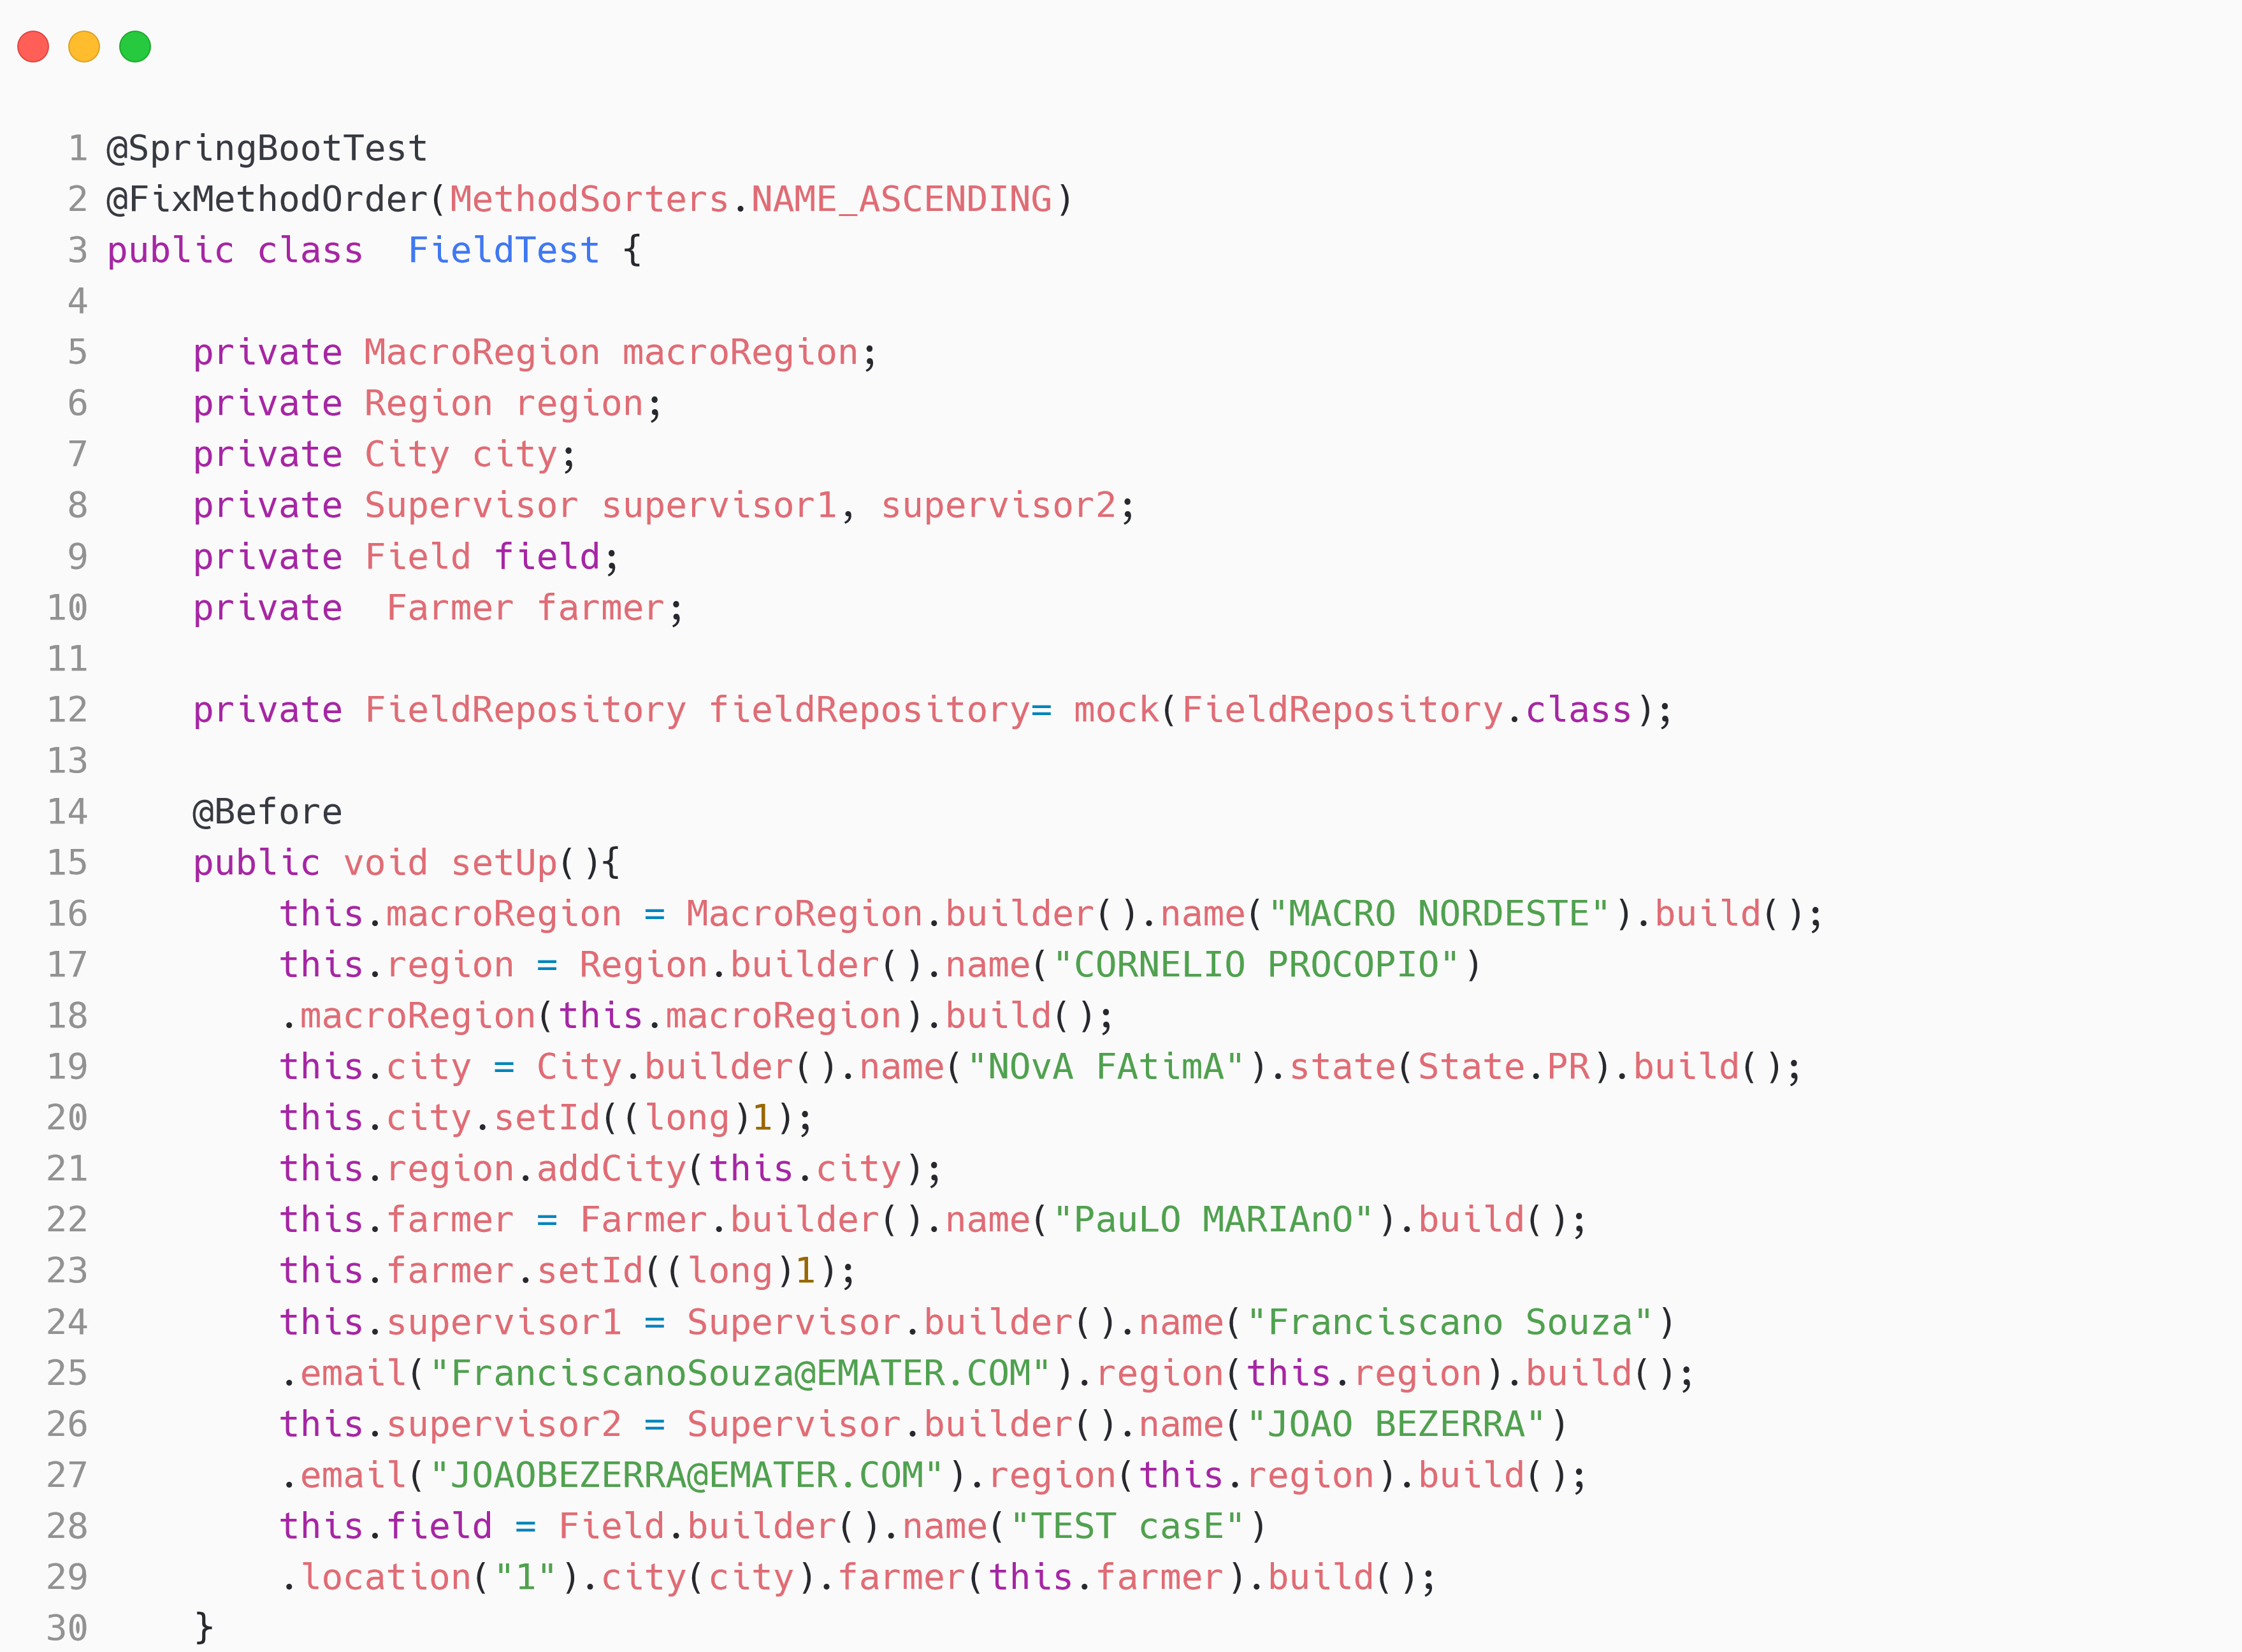 1 @SpringBootTest
2 @FixMethodOrder(MethodSorters.NAME_ASCENDING)
3 public class  FieldTest {
4
5     private MacroRegion macroRegion;
6     private Region region;
7     private City city;
8     private Supervisor supervisor1, supervisor2;
9     private Field field;
10     private  Farmer farmer;
11
12     private FieldRepository fieldRepository= mock(FieldRepository.class);
13
14     @Before
15     public void setUp(){
16         this.macroRegion = MacroRegion.builder().name("MACRO NORDESTE").build();
17         this.region = Region.builder().name("CORNELIO PROCOPIO")
18         .macroRegion(this.macroRegion).build();
19         this.city = City.builder().name("NOvA FAtimA").state(State.PR).build();
20         this.city.setId((long)1);
21         this.region.addCity(this.city);
22         this.farmer = Farmer.builder().name("PauLO MARIAnO").build();
23         this.farmer.setId((long)1);
24         this.supervisor1 = Supervisor.builder().name("Franciscano Souza")
25         .email("FranciscanoSouza@EMATER.COM").region(this.region).build();
26         this.supervisor2 = Supervisor.builder().name("JOAO BEZERRA")
27         .email("JOAOBEZERRA@EMATER.COM").region(this.region).build();
28         this.field = Field.builder().name("TEST casE")
29         .location("1").city(city).farmer(this.farmer).build();
30     }